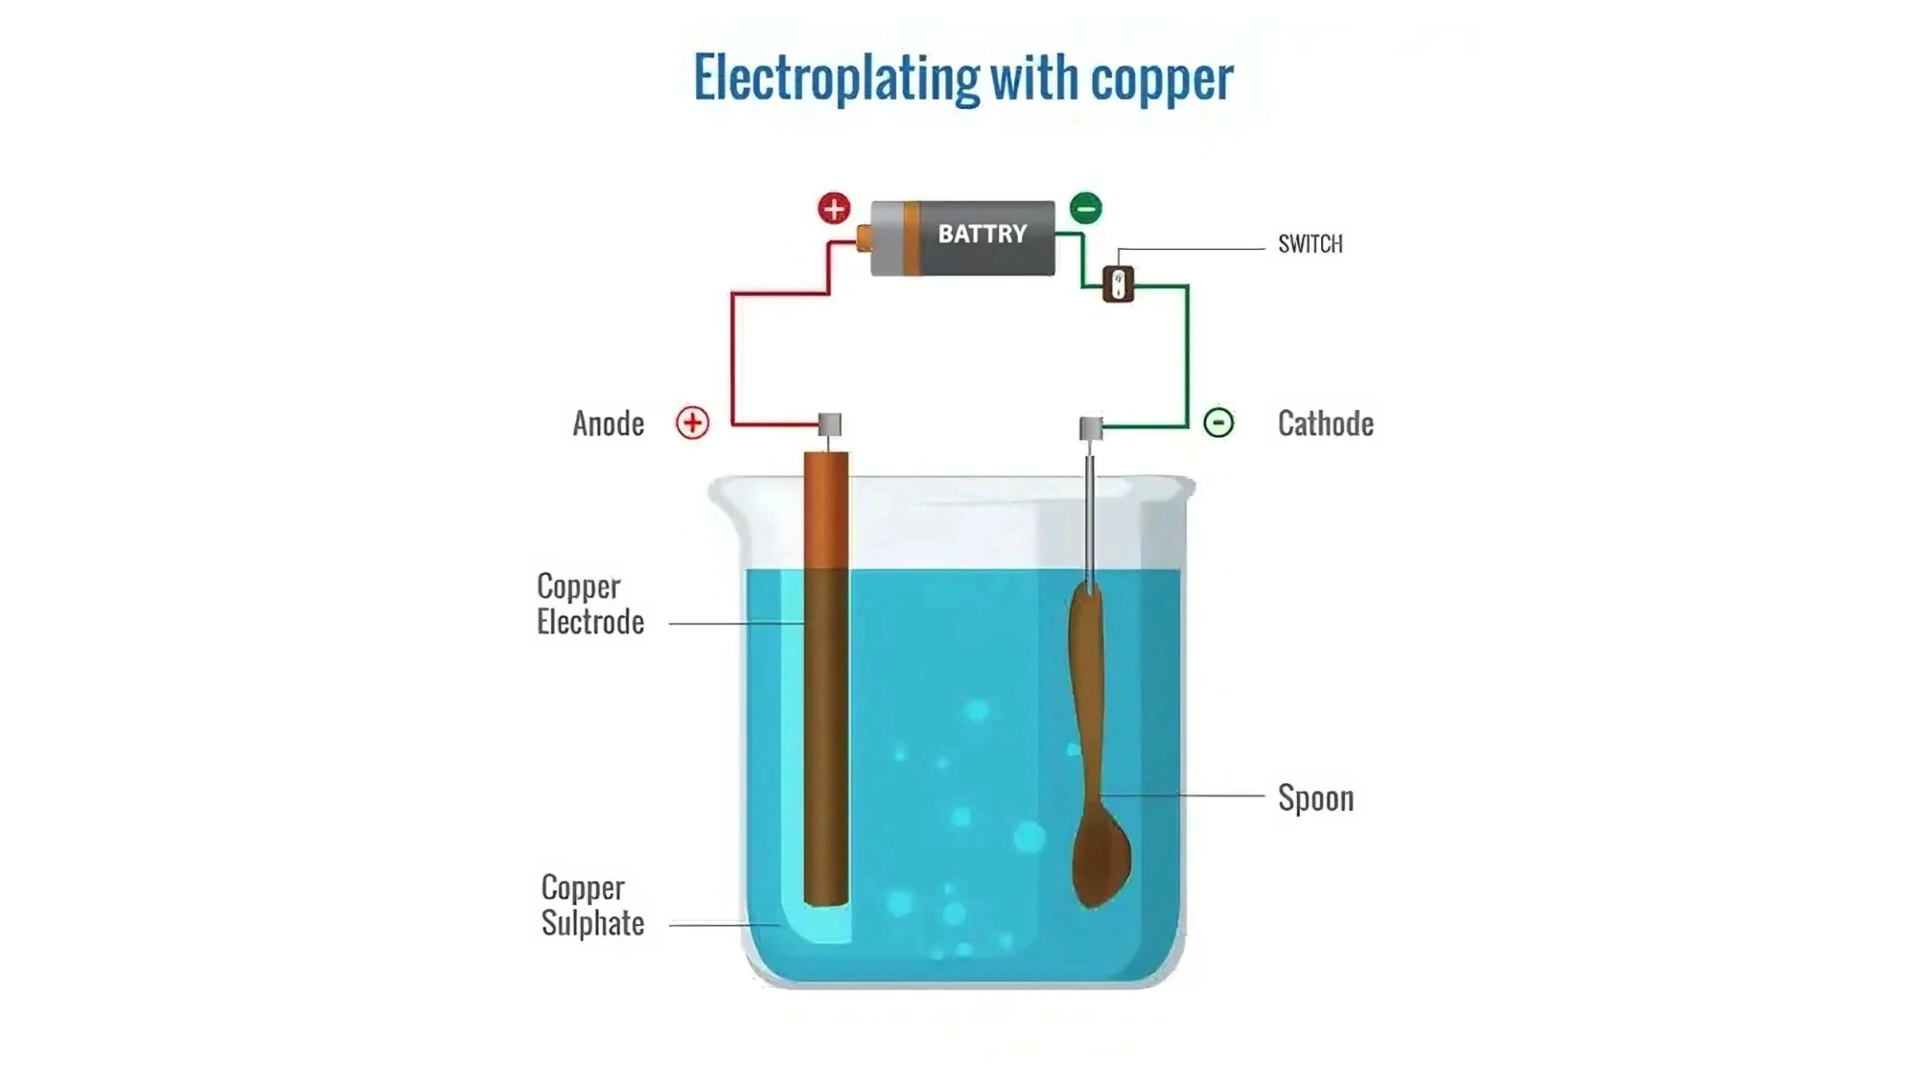 Electroplating with copper
+
BATTRY
-
SWITCH
Anode
+
-
Cathode
Copper
Electrode
Spoon
Copper
Sulphate